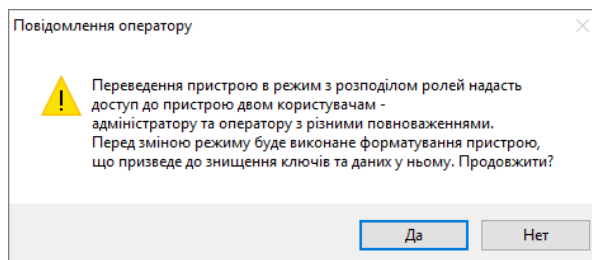 Повідомлення оператору
Переведення пристрою в режим з розподілом ролей надасть
доступ до пристрою двом користувачам -
адміністратору та оператору з різними повноваженнями.
Перед зміною режиму буде виконане форматування пристрою,
що призведе до знищення ключів та даних у ньому. Продовжити?
Да
Нет